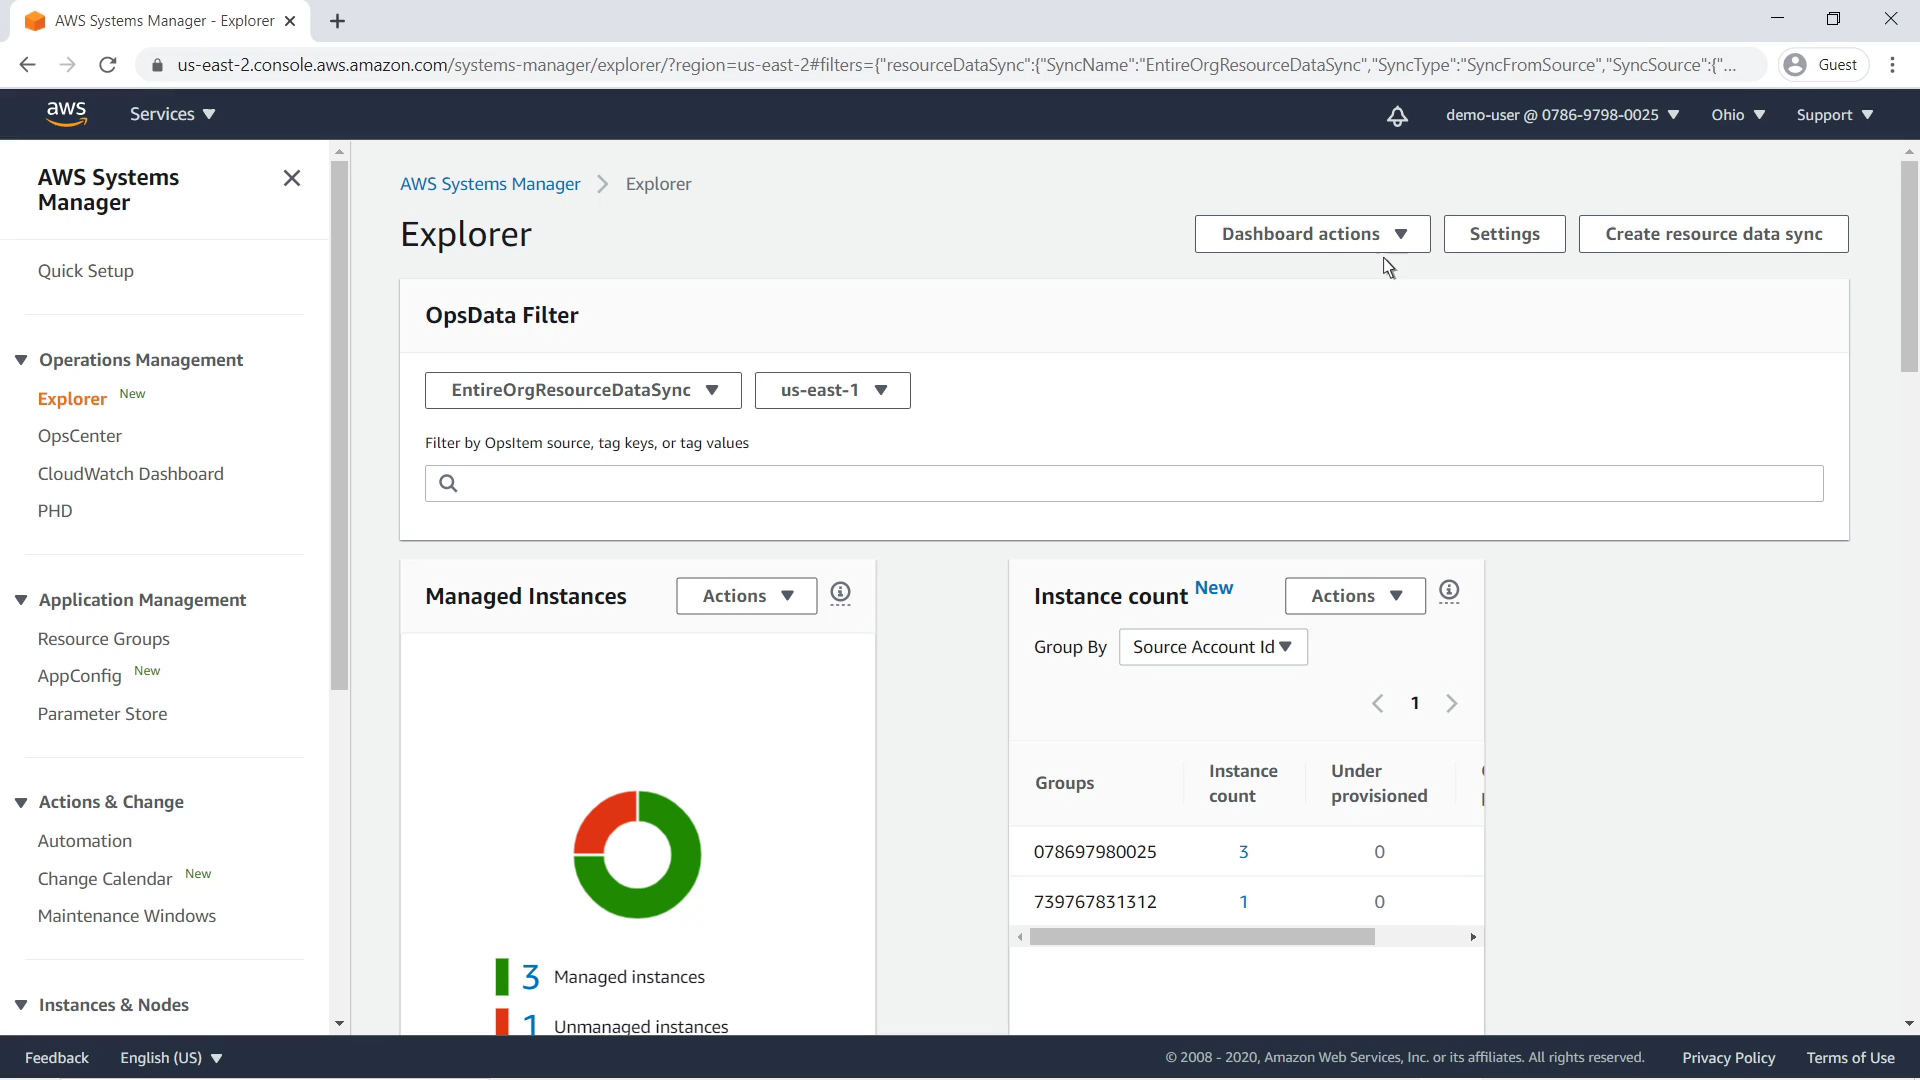 AWS Systems Manager - Explorer
us-east-2.console.aws.amazon.com/systems-manager/explorer/?region=us-east-2#filters={"resourceDataSync":{"SyncName":"EntireOrgResourceDataSync","SyncType":"SyncFromSource","SyncSource":{"...
Guest
aws
Services
demo-user @ 0786-9798-0025
Ohio
Support
AWS Systems
Manager
Quick Setup
Operations Management
Explorer New
OpsCenter
CloudWatch Dashboard
PHD
Application Management
Resource Groups
AppConfig New
Parameter Store
Actions & Change
Automation
Change Calendar New
Maintenance Windows
Instances & Nodes
AWS Systems Manager > Explorer
Explorer
Dashboard actions
Settings
Create resource data sync
OpsData Filter
EntireOrgResourceDataSync
us-east-1
Filter by OpsItem source, tag keys, or tag values
Managed Instances
Actions
3 Managed instances
1 Unmanaged instances
Instance count New
Actions
Group By Source Account Id
1
Groups
Instance
count
Under
provisioned
078697980025 3 0
739767831312 1 0
Feedback
English (US)
© 2008 - 2020, Amazon Web Services, Inc. or its affiliates. All rights reserved.
Privacy Policy
Terms of Use